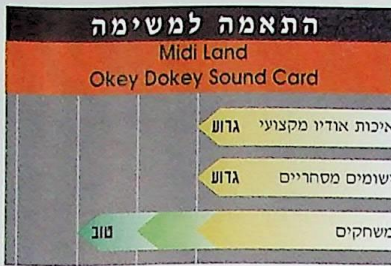 התאמה למשימה
Midi Land
Okey Dokey Sound Card
איכות אודיו מקצועי גרוע
ישומים מסחריים גרוע
משחקים טוב